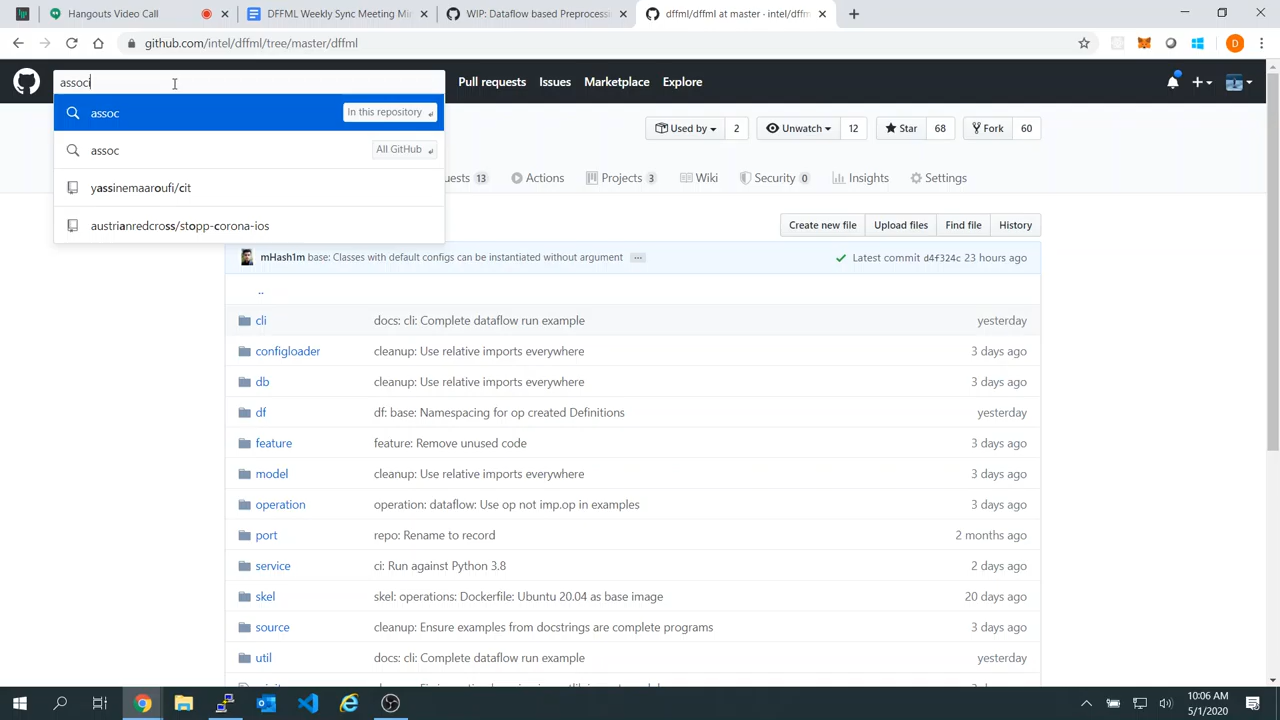 Hangouts Video Call
DFFML Weekly Sync Meeting Mi
WIP: Dataflow based Preprocessi
dffml/dffml at master · intel/dffm
github.com/intel/dffml/tree/master/dffml
D
associ
Pull requests Issues Marketplace Explore
assoc In this repository
assoc All GitHub
yassinemaaroufi/cit
austrianredcross/stopp-corona-ios
Used by 2 Unwatch 12 Star 68 Fork 60
quests 13 Actions Projects 3 Wiki Security 0 Insights Settings
Create new file Upload files Find file History
mHash1m base: Classes with default configs can be instantiated without argument ... Latest commit d4f324c 23 hours ago
..
cli docs: cli: Complete dataflow run example yesterday
configloader cleanup: Use relative imports everywhere 3 days ago
db cleanup: Use relative imports everywhere 3 days ago
df df: base: Namespacing for op created Definitions yesterday
feature feature: Remove unused code 3 days ago
model cleanup: Use relative imports everywhere 3 days ago
operation operation: dataflow: Use op not imp.op in examples 3 days ago
port repo: Rename to record 2 months ago
service ci: Run against Python 3.8 2 days ago
skel skel: operations: Dockerfile: Ubuntu 20.04 as base image 20 days ago
source cleanup: Ensure examples from docstrings are complete programs 3 days ago
util docs: cli: Complete dataflow run example yesterday
10:06 AM
5/1/2020